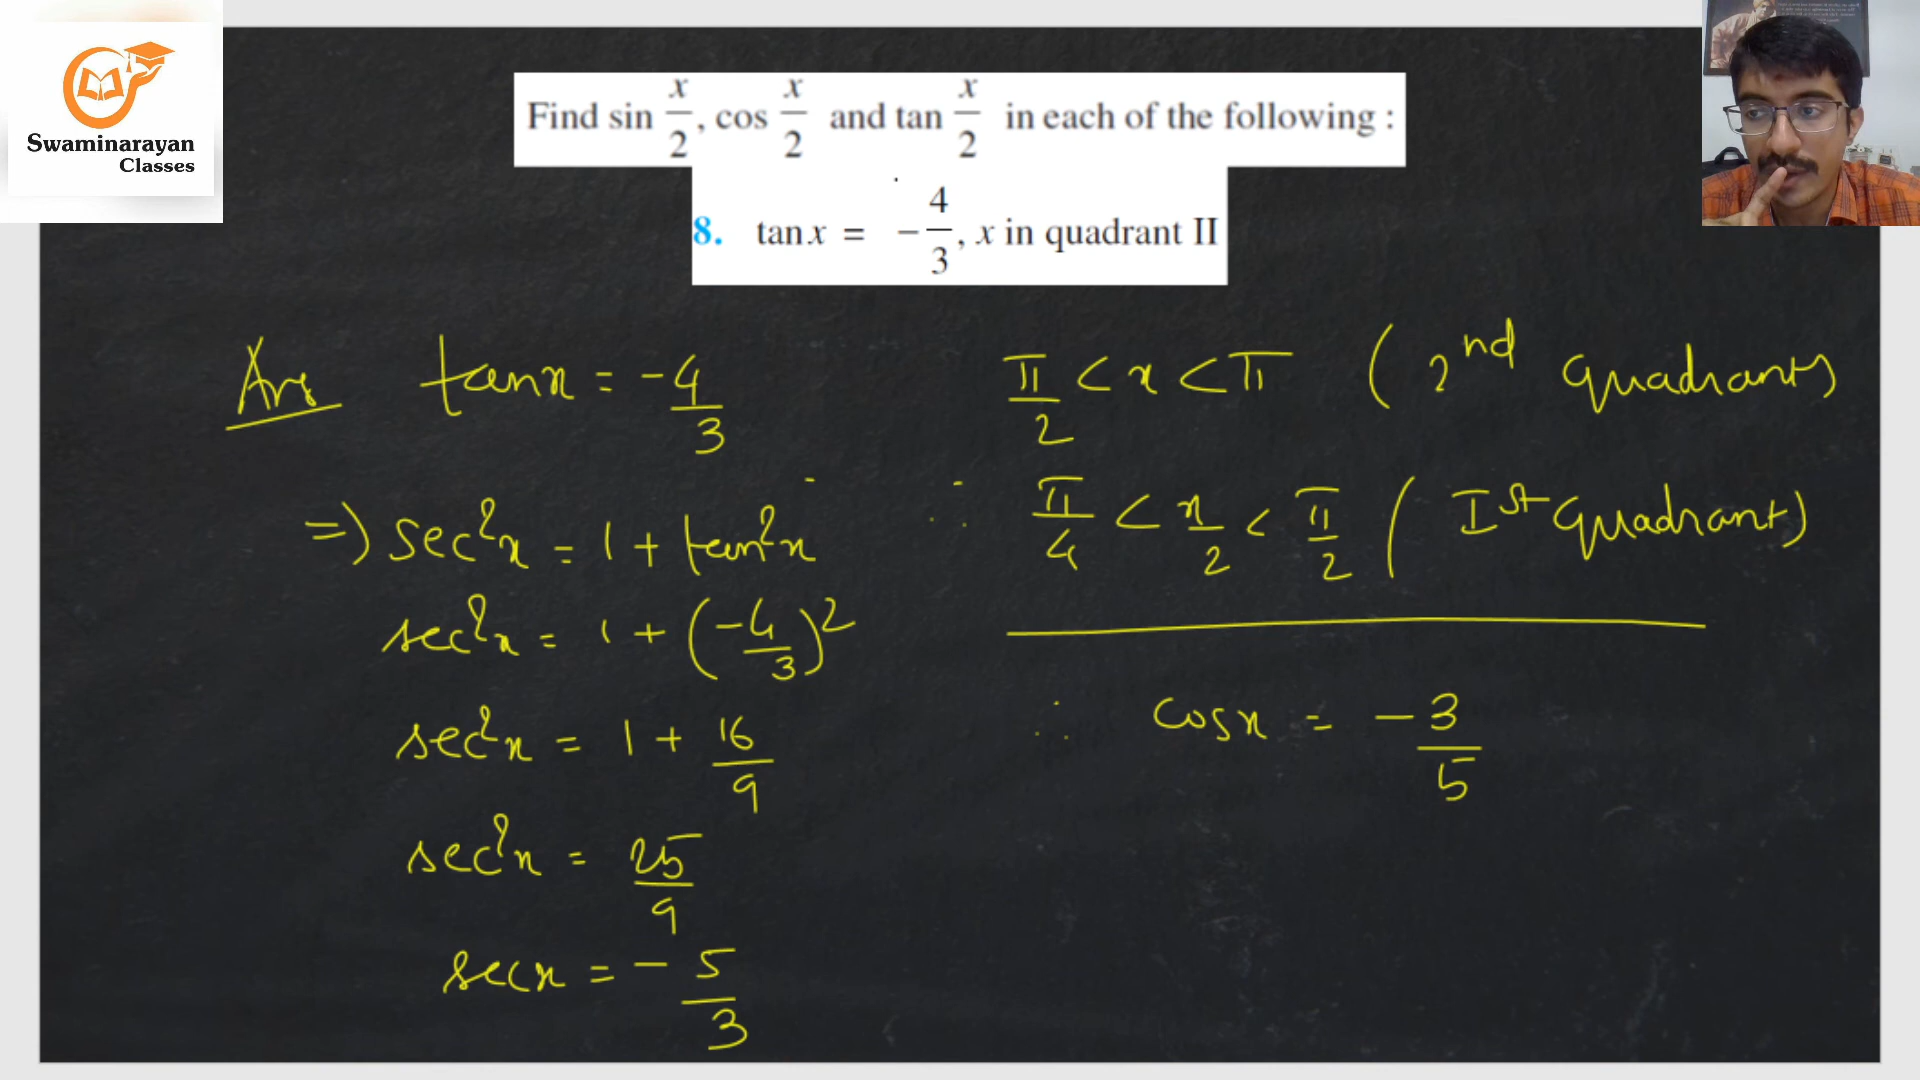 Swaminarayan
Classes
Find sin x/2, cos x/2 and tan x/2 in each of the following :
8. tan x = -4/3, x in quadrant II
Ans tanx = -4/3
=) sec²x = 1 + tan²x
sec²x = 1 + (-4/3)²
sec²x = 1 + 16/9
sec²x = 25/9
secx = -5/3
π/2 < x < π (2nd quadrant)
∴ π/4 < x/2 < π/2 (Ist Quadrant)
∴ cosx = -3/5